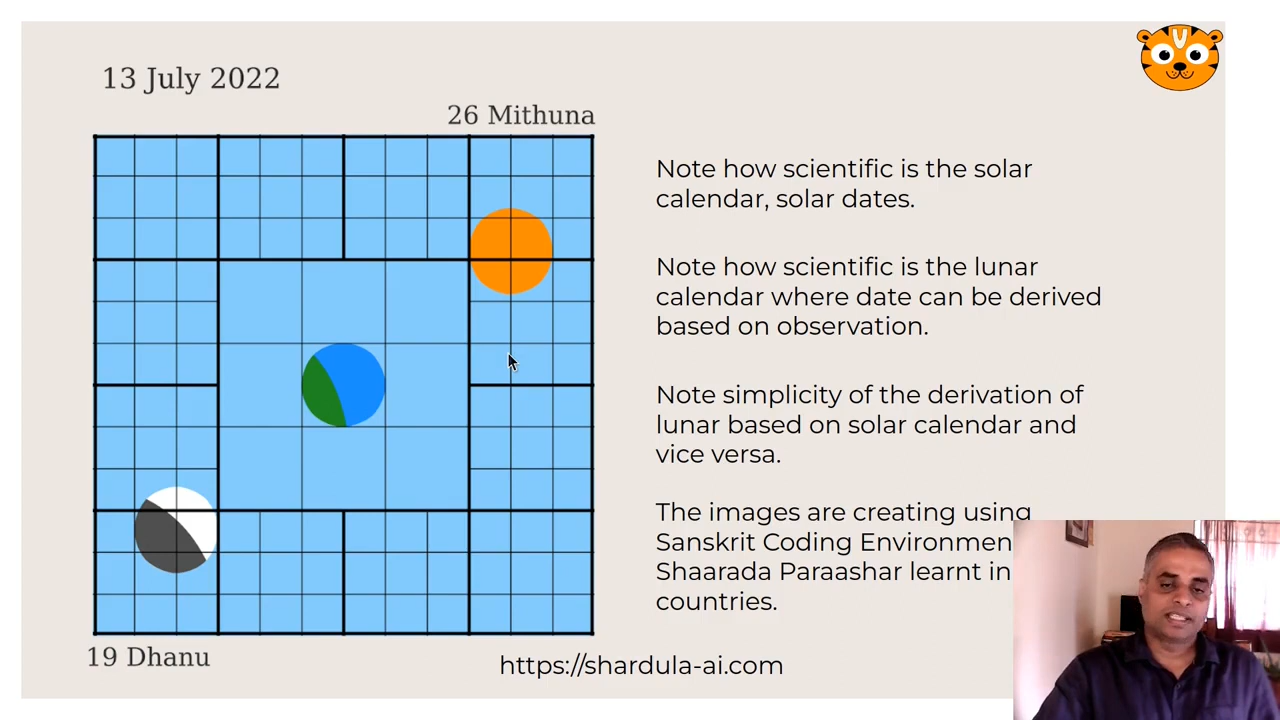 13 July 2022
26 Mithuna
19 Dhanu
Note how scientific is the solar
calendar, solar dates.
Note how scientific is the lunar
calendar where date can be derived
based on observation.
Note simplicity of the derivation of
lunar based on solar calendar and
vice versa.
The images are creating using
Sanskrit Coding
Shaarada Paraashar learnt in
countries.
https://shardula-ai.com